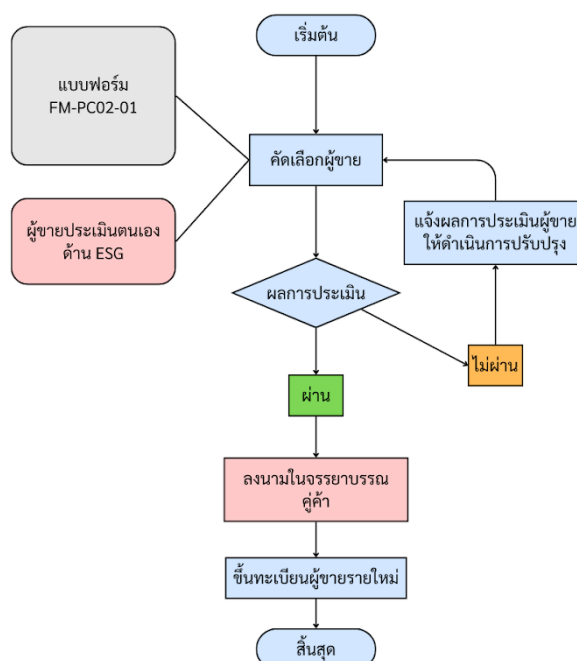 เริ่มต้น
แบบฟอร์ม
FM-PC02-01
คัดเลือกผู้ขาย
ผู้ขายประเมินตนเอง
ด้าน ESG
แจ้งผลการประเมินผู้ขาย
ให้ดำเนินการปรับปรุง
ผลการประเมิน
ไม่ผ่าน
ผ่าน
ลงนามในจรรยาบรรณ
คู่ค้า
ขึ้นทะเบียนผู้ขายรายใหม่
สิ้นสุด